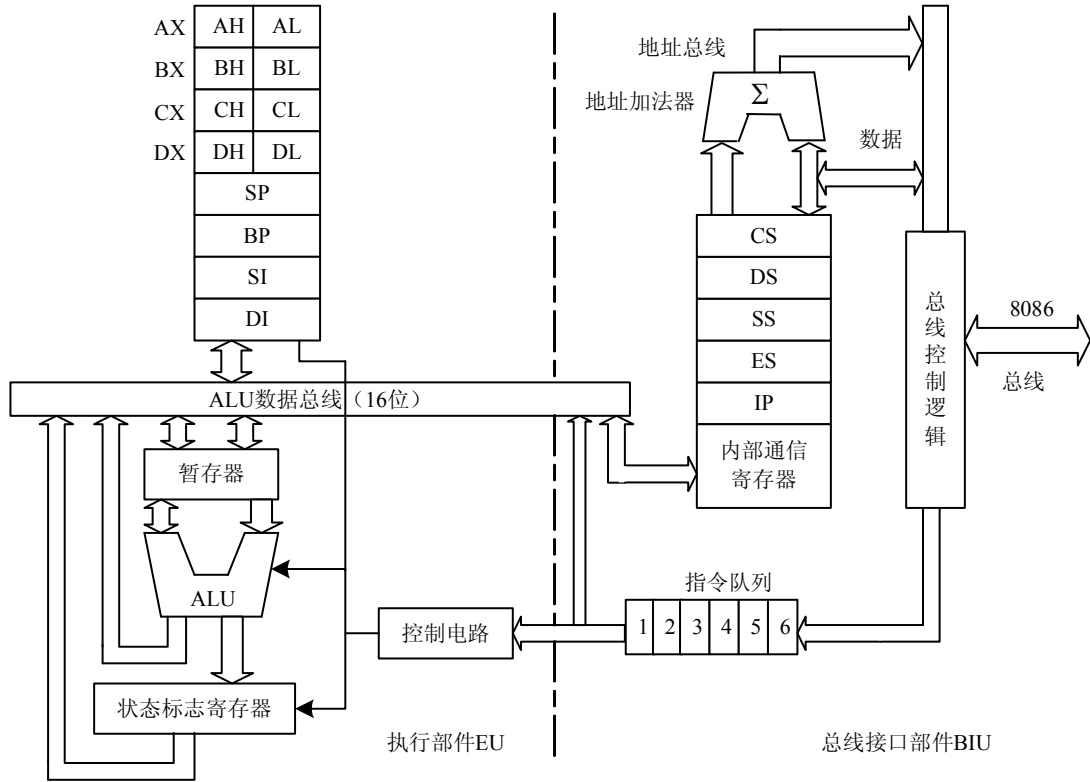 AX AH AL
BX BH BL
CX CH CL
DX DH DL
SP
BP
SI
DI
ALU数据总线（16位）
暂存器
ALU
状态标志寄存器
控制电路
执行部件EU
地址总线
地址加法器
Σ
数据
CS
DS
SS
ES
IP
内部通信
寄存器
总线控制逻辑
8086
总线
指令队列
1 2 3 4 5 6
总线接口部件BIU